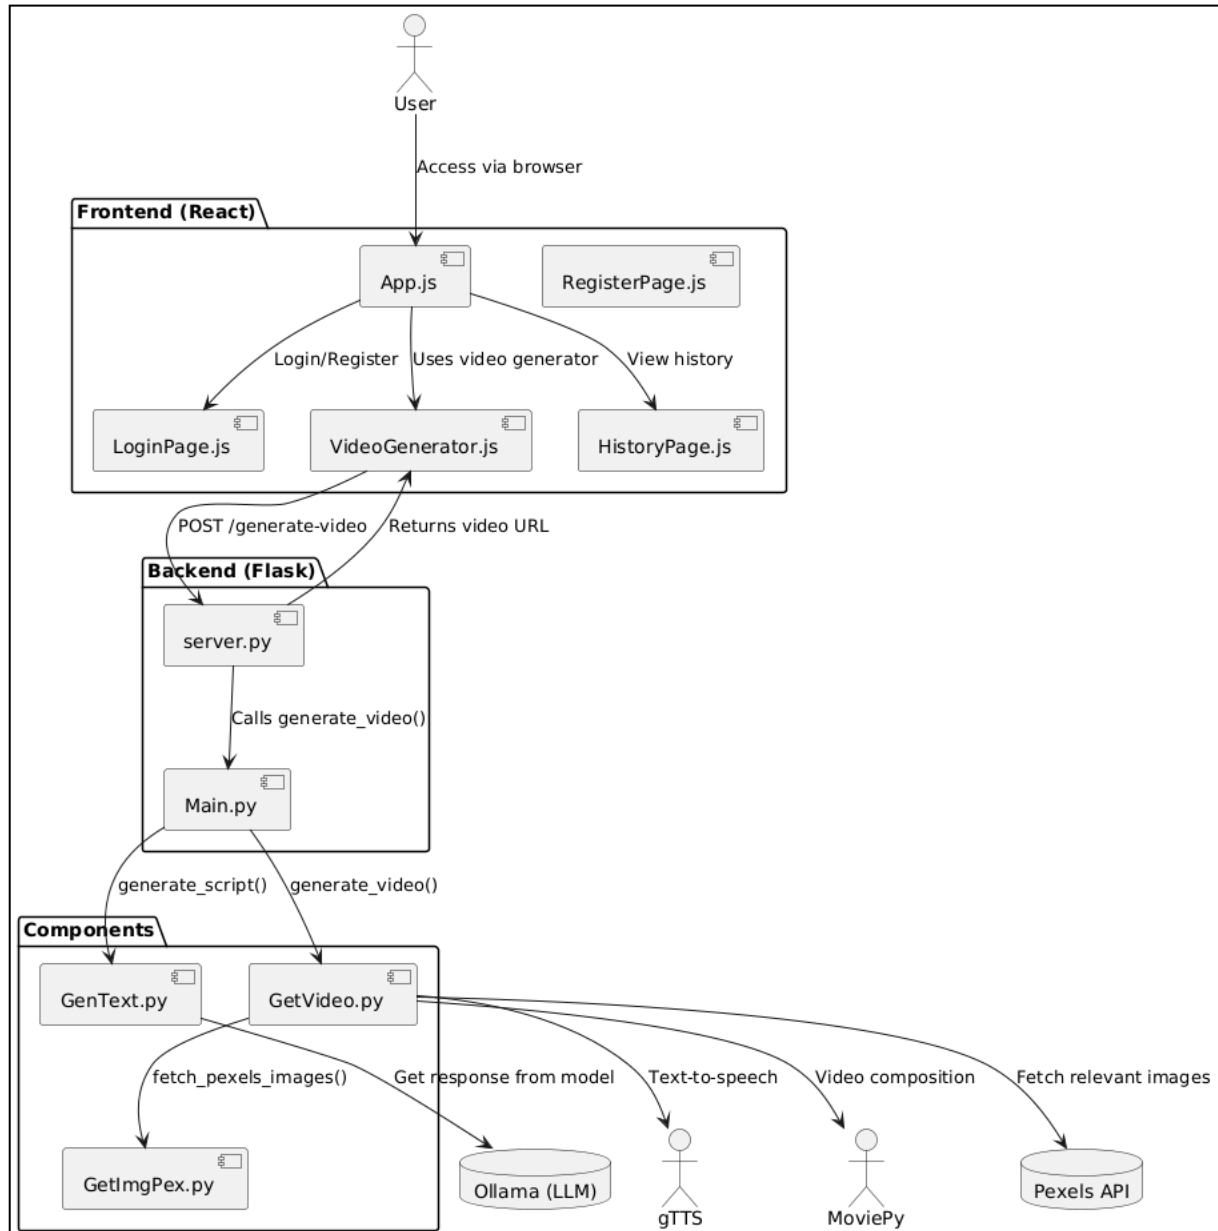 User
Access via browser
Frontend (React)
App.js
RegisterPage.js
Login/Register
Uses video generator
View history
LoginPage.js
VideoGenerator.js
HistoryPage.js
POST /generate-video
Returns video URL
Backend (Flask)
server.py
Calls generate_video()
Main.py
generate_script()
generate_video()
Components
GenText.py
GetVideo.py
fetch_pexels_images()
Get response from model
Text-to-speech
Video composition
Fetch relevant images
GetImgPex.py
Ollama (LLM)
gTTS
MoviePy
Pexels API